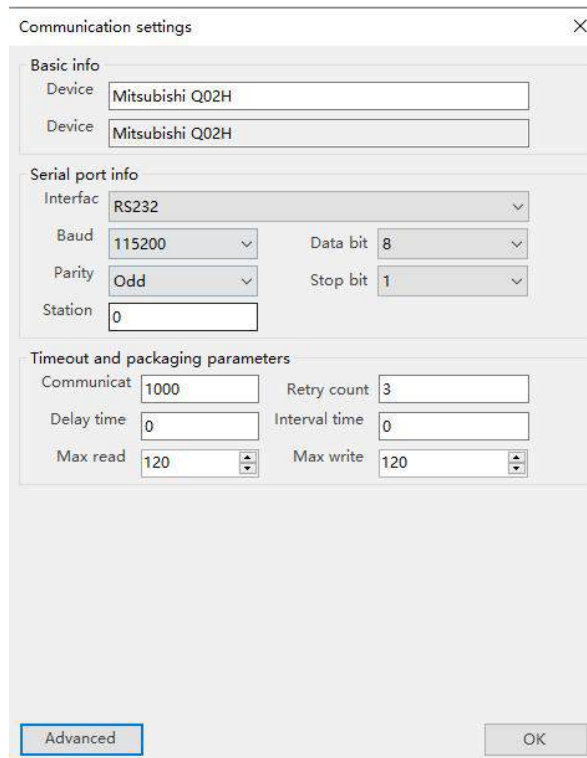 Communication settings
Basic info
Device Mitsubishi Q02H
Device Mitsubishi Q02H
Serial port info
Interfac RS232
Baud 115200 Data bit 8
Parity Odd Stop bit 1
Station 0
Timeout and packaging parameters
Communicat 1000 Retry count 3
Delay time 0 Interval time 0
Max read 120 Max write 120
Advanced OK